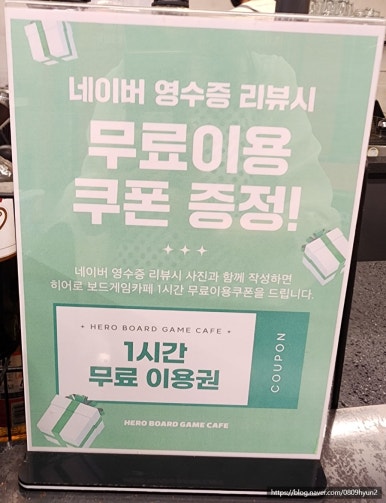 네이버 영수증 리뷰시
무료이용
쿠폰 증정!
네이버 영수증 리뷰시 사진과 함께 작성하면
히어로 보드게임카페 1시간 무료이용쿠폰을 드립니다.
+ HERO BOARD GAME CAFE +
1시간
무료 이용권
COUPON
HERO BOARD GAME CAFE
https://blog.naver.com/0809hyun2